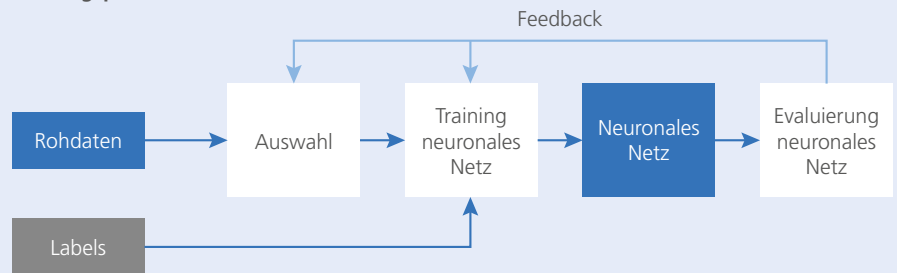 Feedback
Rohdaten
Auswahl
Training
neuronales
Netz
Neuronales
Netz
Evaluierung
neuronales
Netz
Labels